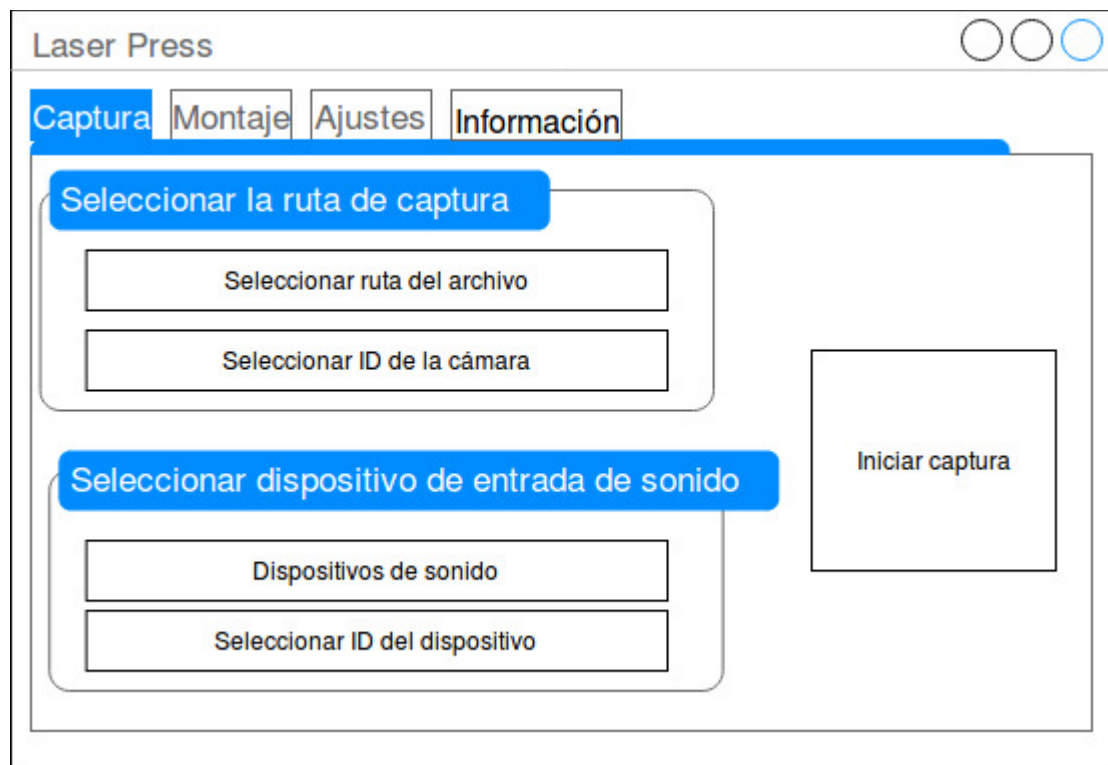 Laser Press
Captura Montaje Ajustes Información
Seleccionar la ruta de captura
Seleccionar ruta del archivo
Seleccionar ID de la cámara
Iniciar captura
Seleccionar dispositivo de entrada de sonido
Dispositivos de sonido
Seleccionar ID del dispositivo